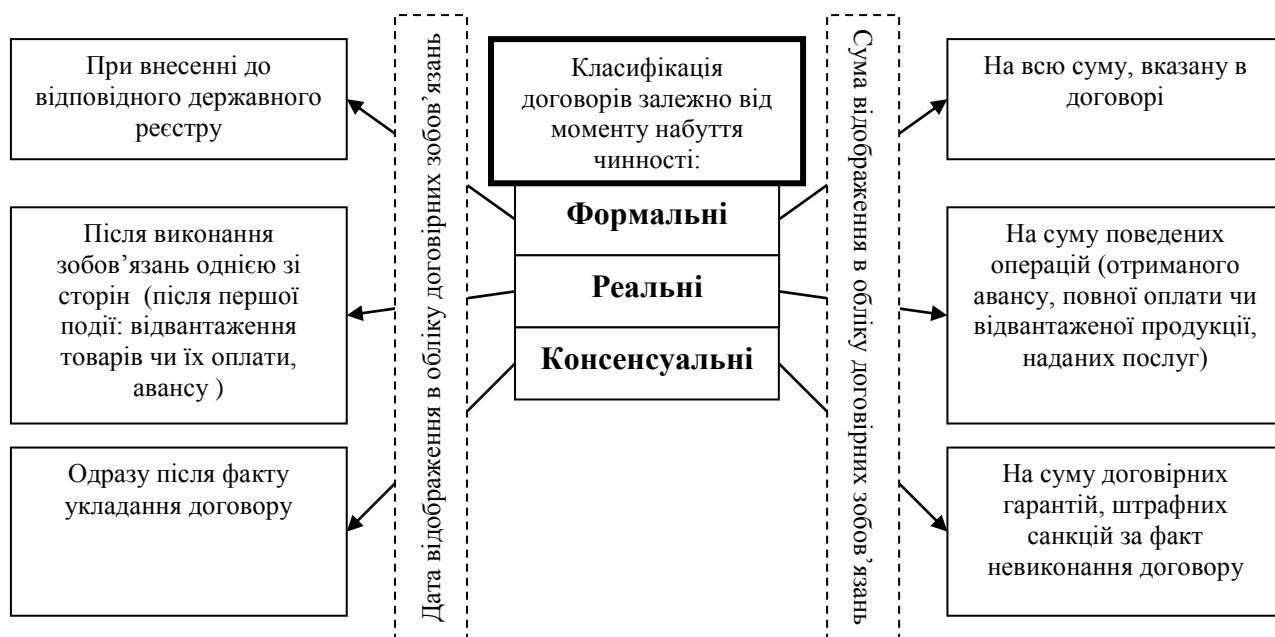 При внесенні до
відповідного державного
реєстру
Після виконання
зобов’язань однією зі
сторін (після першої
події: відвантаження
товарів чи їх оплати,
авансу )
Одразу після факту
укладання договору
Дата відображення в обліку договірних зобов’язань
Класифікація
договорів залежно від
моменту набуття
чинності:
Формальні
Реальні
Консенсуальні
Сума відображення в обліку договірних зобов’язань
На всю суму, вказану в
договорі
На суму поведених
операцій (отриманого
авансу, повної оплати чи
відвантаженої продукції,
наданих послуг)
На суму договірних
гарантій, штрафних
санкцій за факт
невиконання договору